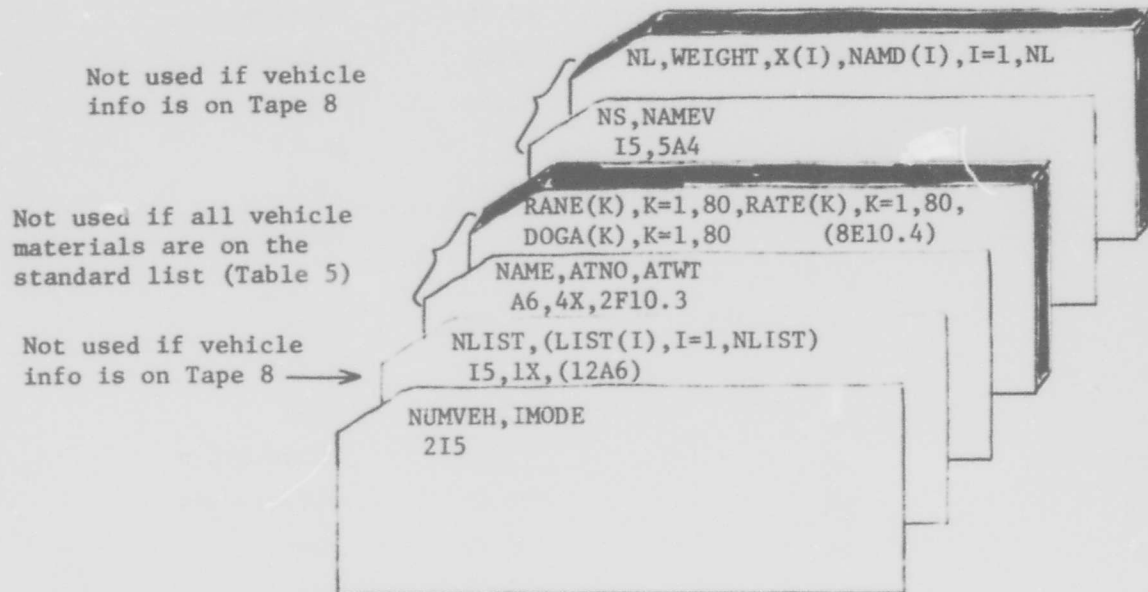 Not used if vehicle
info is on Tape 8
NL,WEIGHT,X(I),NAMD(I),I=1,NL
NS,NAMEV
I5,5A4
Not used if all vehicle
materials are on the
standard list (Table 5)
RANE(K),K=1,80,RATE(K),K=1,80,
DOGA(K),K=1,80 (8E10.4)
NAME,ATNO,ATWT
A6,4X,2F10.3
Not used if vehicle
info is on Tape 8
NLIST,(LIST(I),I=1,NLIST)
I5,1X,(12A6)
NUMVEH,IMODE
2I5